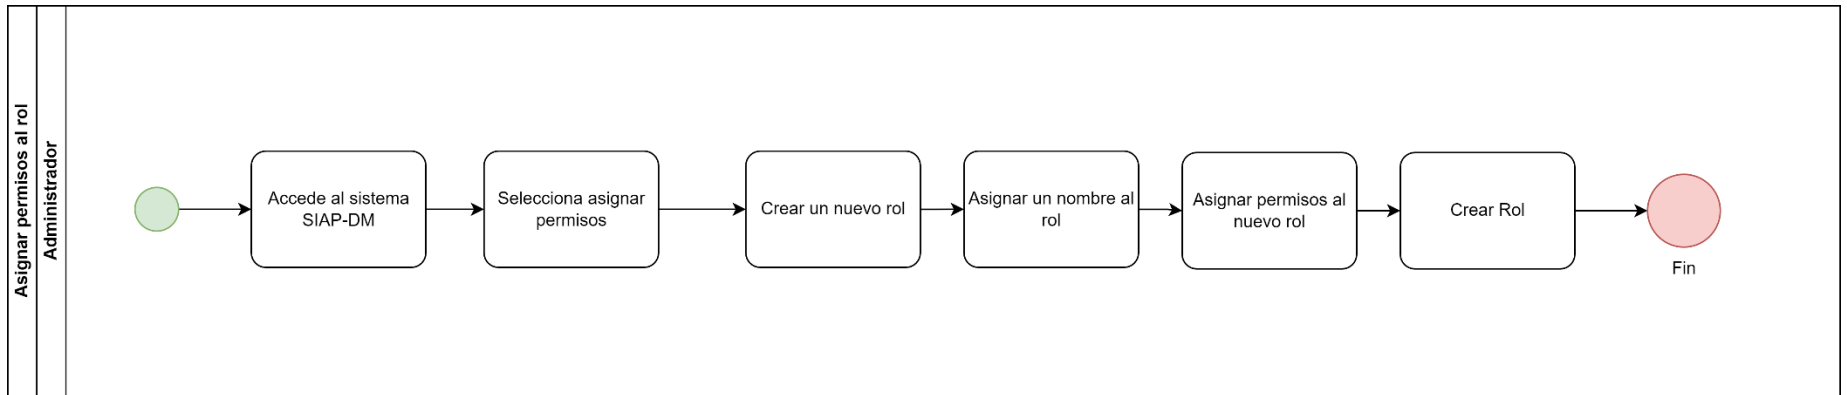 Asignar permisos al rol
Administrador
Accede al sistema
SIAP-DM
Selecciona asignar
permisos
Crear un nuevo rol
Asignar un nombre al
rol
Asignar permisos al
nuevo rol
Crear Rol
Fin